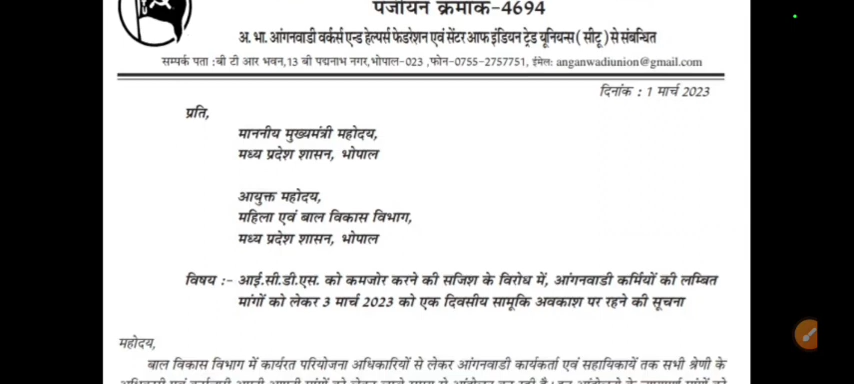 पंजीयन क्रमांक-4694
अ. भा. आंगनवाडी वर्कर्स एन्ड हेल्पर्स फेडरेशन एवं सेंटर आफ इंडियन ट्रेड यूनियन्स ( सीटू ) से संबन्धित
सम्पर्क पता : बी टी आर भवन, 13 बी पद्मनाभ नगर, भोपाल-023 ,फोन-0755-2757751, ईमेल: anganwadiunion@gmail.com
दिनांक : 1 मार्च 2023
प्रति,
माननीय मुख्यमंत्री महोदय,
मध्य प्रदेश शासन, भोपाल
आयुक्त महोदय,
महिला एवं बाल विकास विभाग,
मध्य प्रदेश शासन, भोपाल
विषय :- आई.सी.डी.एस. को कमजोर करने की सजिश के विरोध में, आंगनवाडी कर्मियों की लम्बित
मांगों को लेकर 3 मार्च 2023 को एक दिवसीय सामूकि अवकाश पर रहने की सूचना
महोदय,
बाल विकास विभाग में कार्यरत परियोजना अधिकारियों से लेकर आंगनवाडी कार्यकर्ता एवं सहायिकायें तक सभी श्रेणी के